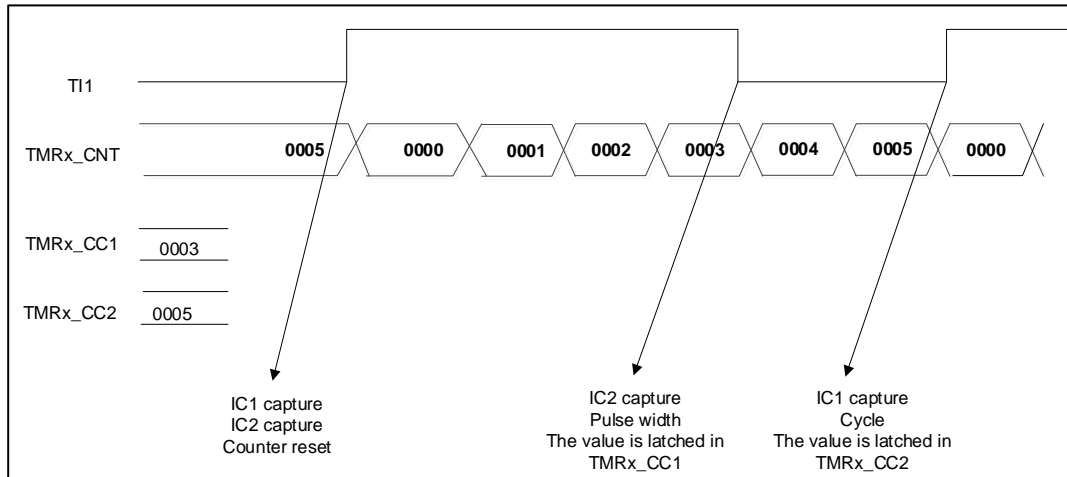 TI1
TMRx_CNT
0005 0000 0001 0002 0003 0004 0005 0000
TMRx_CC1
0003
TMRx_CC2
0005
IC1 capture
IC2 capture
Counter reset
IC2 capture
Pulse width
The value is latched in
TMRx_CC1
IC1 capture
Cycle
The value is latched in
TMRx_CC2